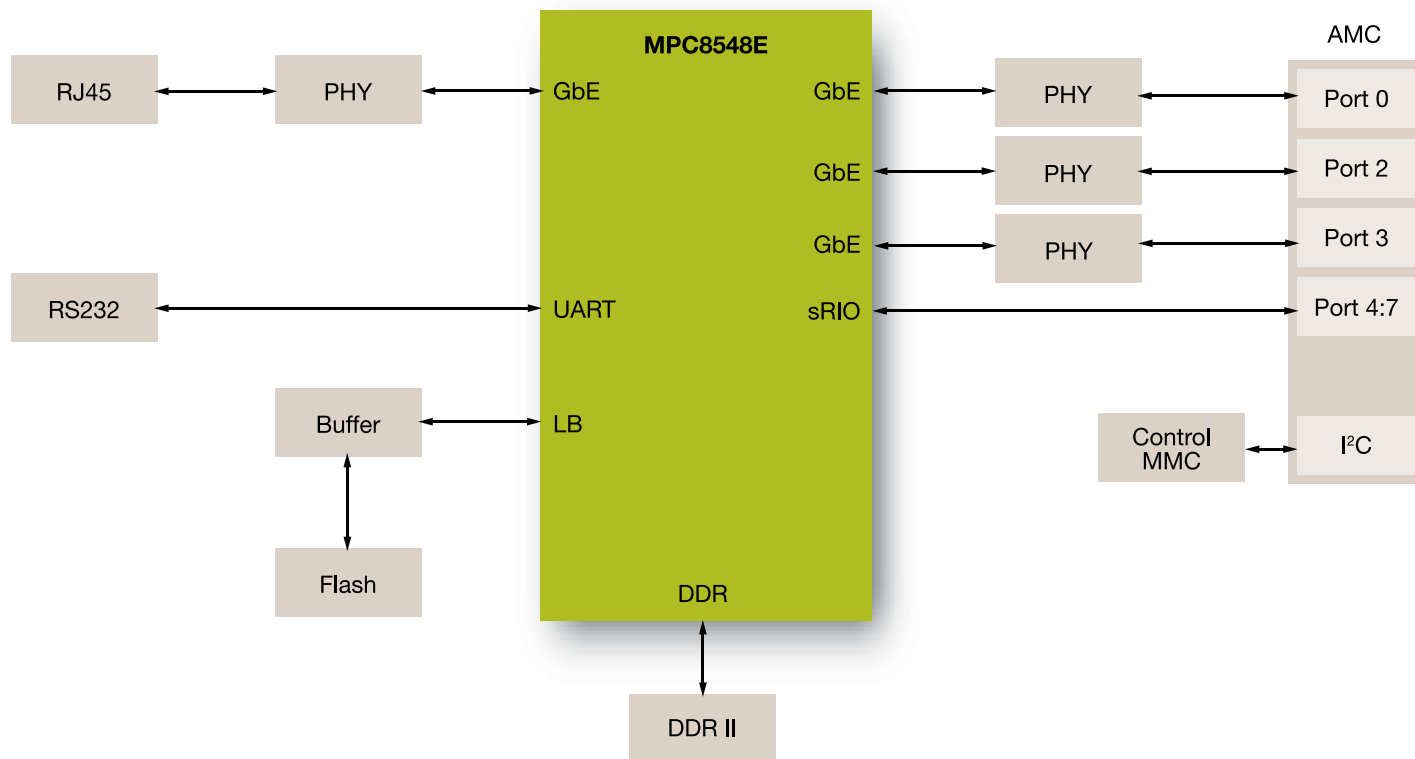 MPC8548E
AMC
RJ45
PHY
GbE
GbE
PHY
Port 0
GbE
PHY
Port 2
GbE
PHY
Port 3
RS232
UART
sRIO
Port 4:7
Buffer
LB
Control
MMC
I²C
Flash
DDR
DDR II